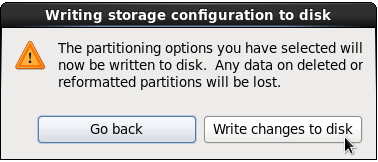 Writing storage configuration to disk
The partitioning options you have selected will
now be written to disk.  Any data on deleted or
reformatted partitions will be lost.
Go back
Write changes to disk